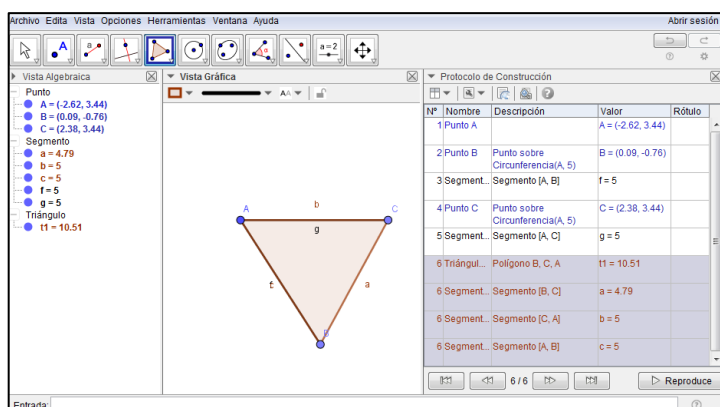 Archivo Edita Vista Opciones Herramientas Ventana Ayuda Abrir sesión
A a α a=2
Vista Algebraica
Punto
A = (-2.62, 3.44)
B = (0.09, -0.76)
C = (2.38, 3.44)
Segmento
a = 4.79
b = 5
c = 5
f = 5
g = 5
Triángulo
t1 = 10.51
Vista Gráfica
AA
A b C
g
f a
B
Protocolo de Construcción
Nº Nombre Descripción Valor Rótulo
1 Punto A A = (-2.62, 3.44)
2 Punto B Punto sobre Circunferencia(A, 5) B = (0.09, -0.76)
3 Segment... Segmento [A, B] f = 5
4 Punto C Punto sobre Circunferencia(A, 5) C = (2.38, 3.44)
5 Segment... Segmento [A, C] g = 5
6 Triángul... Polígono B, C, A t1 = 10.51
6 Segment... Segmento [B, C] a = 4.79
6 Segment... Segmento [C, A] b = 5
6 Segment... Segmento [A, B] c = 5
6 / 6 Reproduce
Entrada: